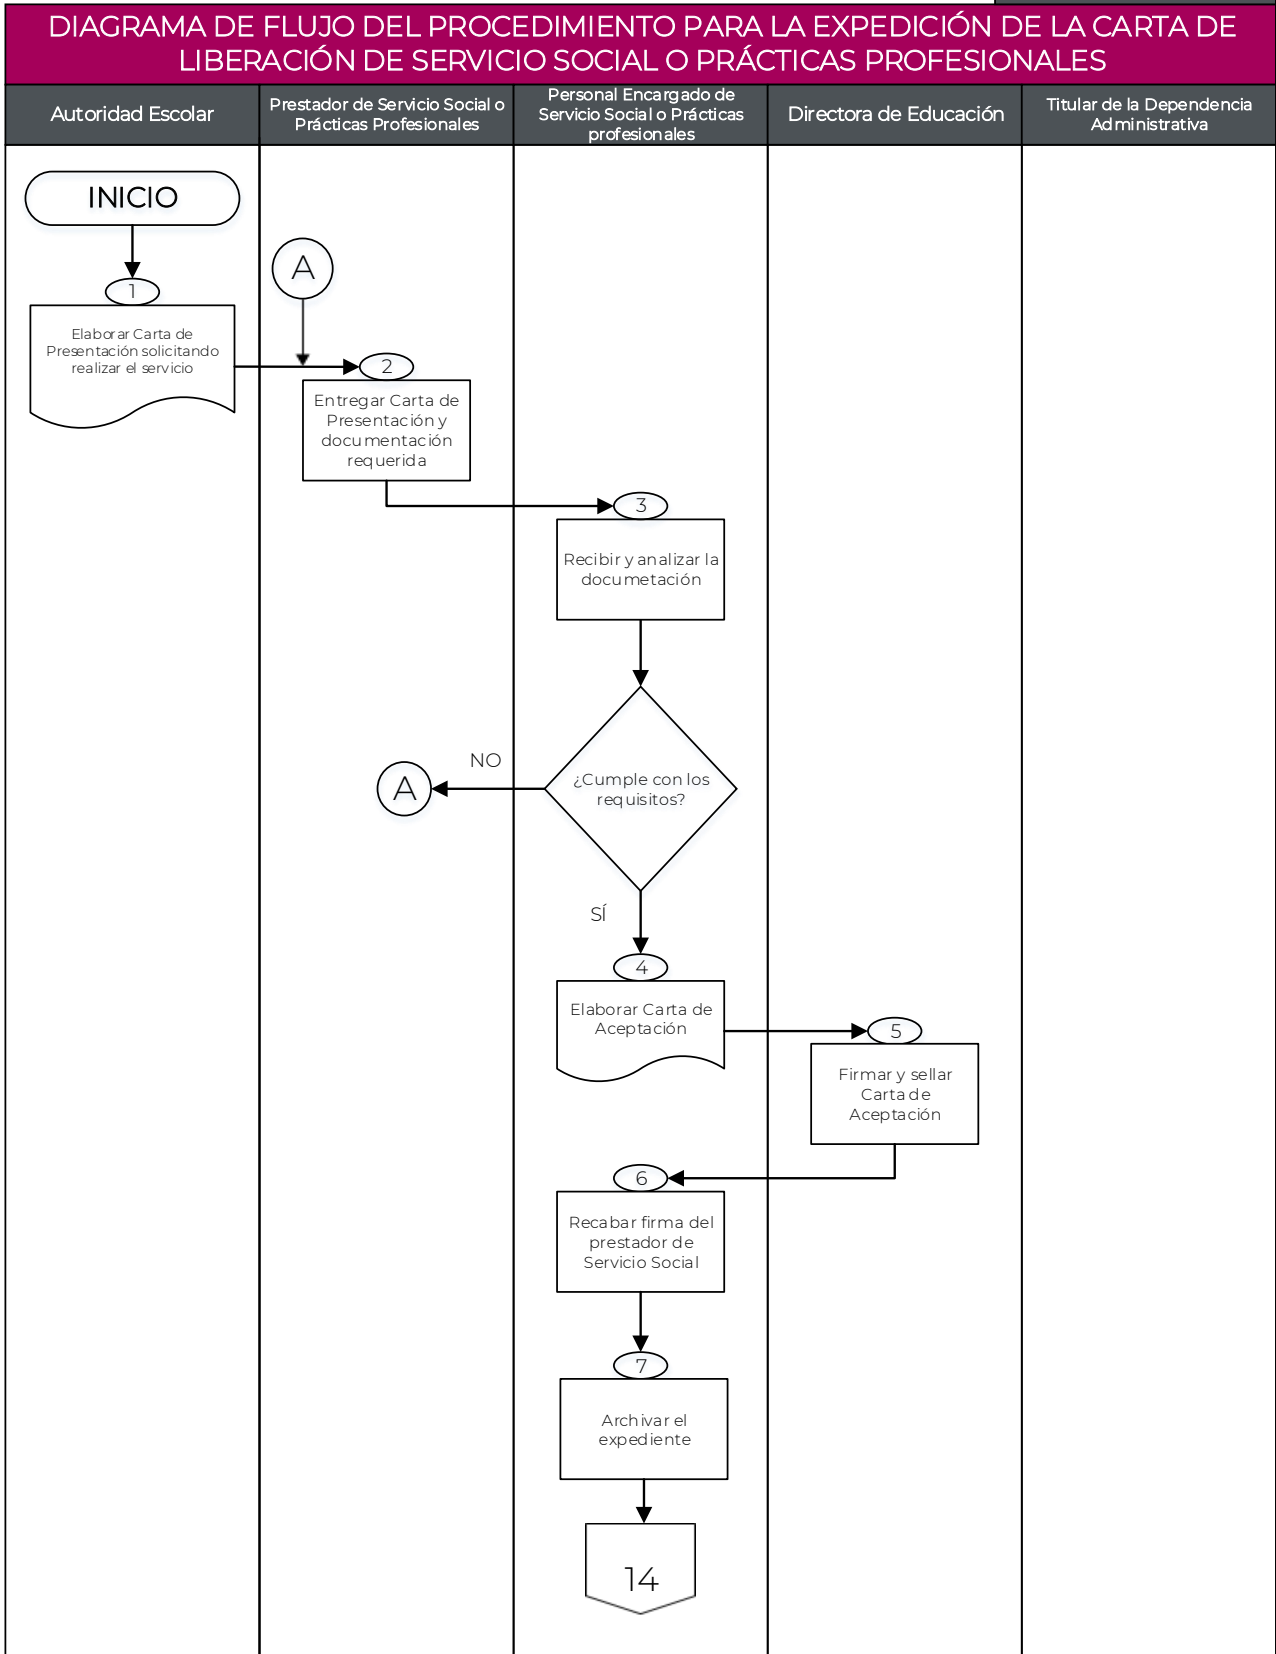 DIAGRAMA DE FLUJO DEL PROCEDIMIENTO PARA LA EXPEDICIÓN DE LA CARTA DE
LIBERACIÓN DE SERVICIO SOCIAL O PRÁCTICAS PROFESIONALES
Autoridad Escolar
Prestador de Servicio Social o
Prácticas Profesionales
Personal Encargado de
Servicio Social o Prácticas
profesionales
Directora de Educación
Titular de la Dependencia
Administrativa
INICIO
A
1
Elaborar Carta de
Presentación solicitando
realizar el servicio
2
Entregar Carta de
Presentación y
documentación
requerida
3
Recibir y analizar la
documetación
¿Cumple con los
requisitos?
NO
A
SÍ
4
Elaborar Carta de
Aceptación
5
Firmar y sellar
Carta de
Aceptación
6
Recabar firma del
prestador de
Servicio Social
7
Archivar el
expediente
14